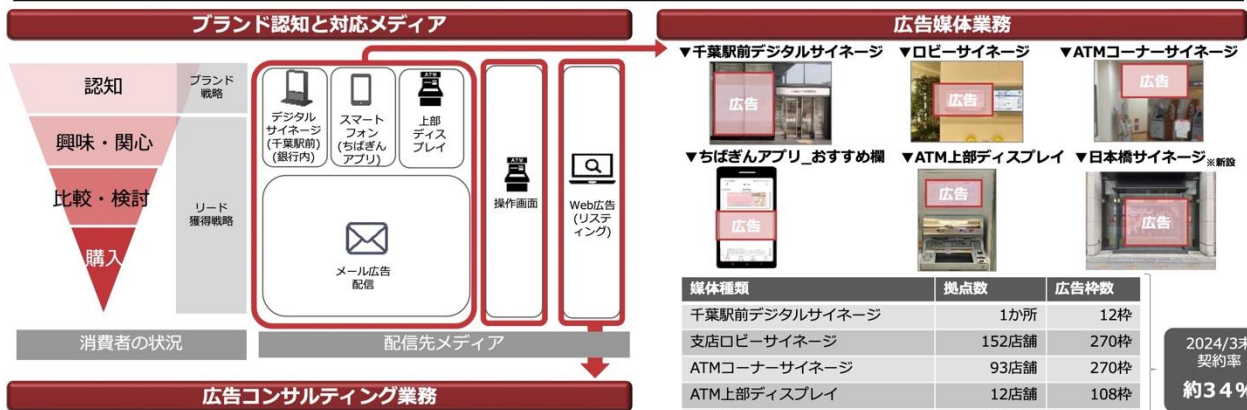 ブランド認知と対応メディア
認知
興味・関心
比較・検討
購入
ブランド
戦略
リード
獲得戦略
消費者の状況
デジタル
サイネージ
(千葉駅前)
(銀行内)
スマート
フォン
(ちばぎん
アプリ)
ATM
上部
ディス
プレイ
メール広告
配信
ATM
操作画面
Web広告
(リスティ
ング)
配信先メディア
広告コンサルティング業務
広告媒体業務
▼千葉駅前デジタルサイネージ
▼ロビーサイネージ
▼ATMコーナーサイネージ
広告
広告
広告
▼ちばぎんアプリ_おすすめ欄
▼ATM上部ディスプレイ
▼日本橋サイネージ※新設
広告
広告
広告
媒体種類 拠点数 広告枠数
千葉駅前デジタルサイネージ 1か所 12枠
支店ロビーサイネージ 152店舗 270枠
ATMコーナーサイネージ 93店舗 270枠
ATM上部ディスプレイ 12店舗 108枠
2024/3末
契約率
約34%